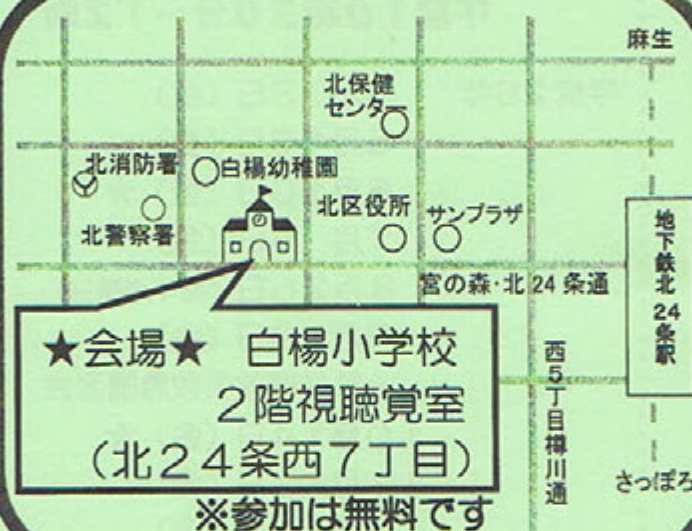 麻生
北保健
センター
北消防署
白楊幼稚園
北警察署
北区役所
サンプラザ
地下鉄北24条駅
宮の森・北24条通
西5丁目樽川通
さっぽろ
★会場★ 白楊小学校
2階視聴覚室
(北24条西7丁目)
※参加は無料です